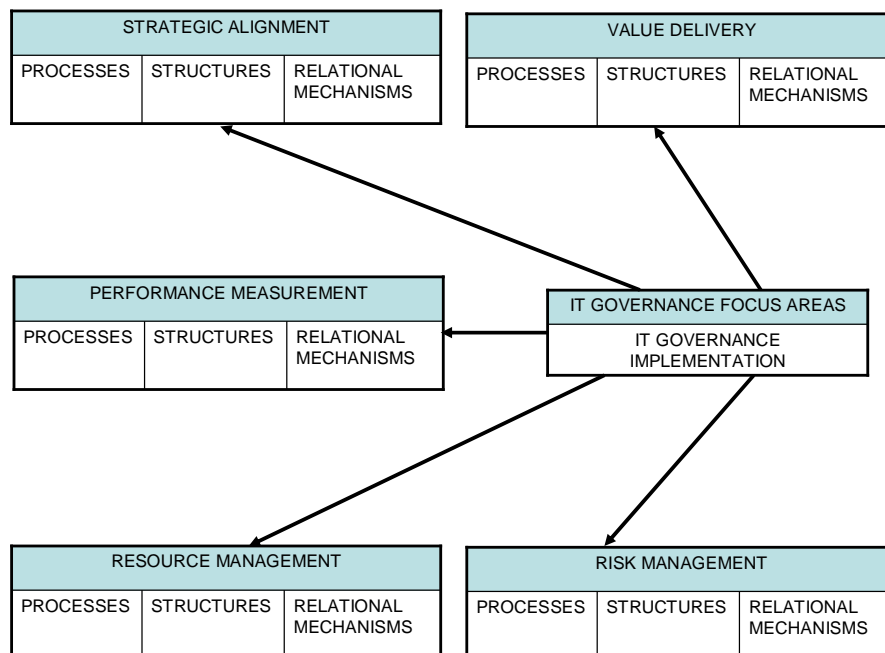 STRATEGIC ALIGNMENT
PROCESSES STRUCTURES RELATIONAL
MECHANISMS
VALUE DELIVERY
PROCESSES STRUCTURES RELATIONAL
MECHANISMS
PERFORMANCE MEASUREMENT
PROCESSES STRUCTURES RELATIONAL
MECHANISMS
IT GOVERNANCE FOCUS AREAS
IT GOVERNANCE
IMPLEMENTATION
RESOURCE MANAGEMENT
PROCESSES STRUCTURES RELATIONAL
MECHANISMS
RISK MANAGEMENT
PROCESSES STRUCTURES RELATIONAL
MECHANISMS